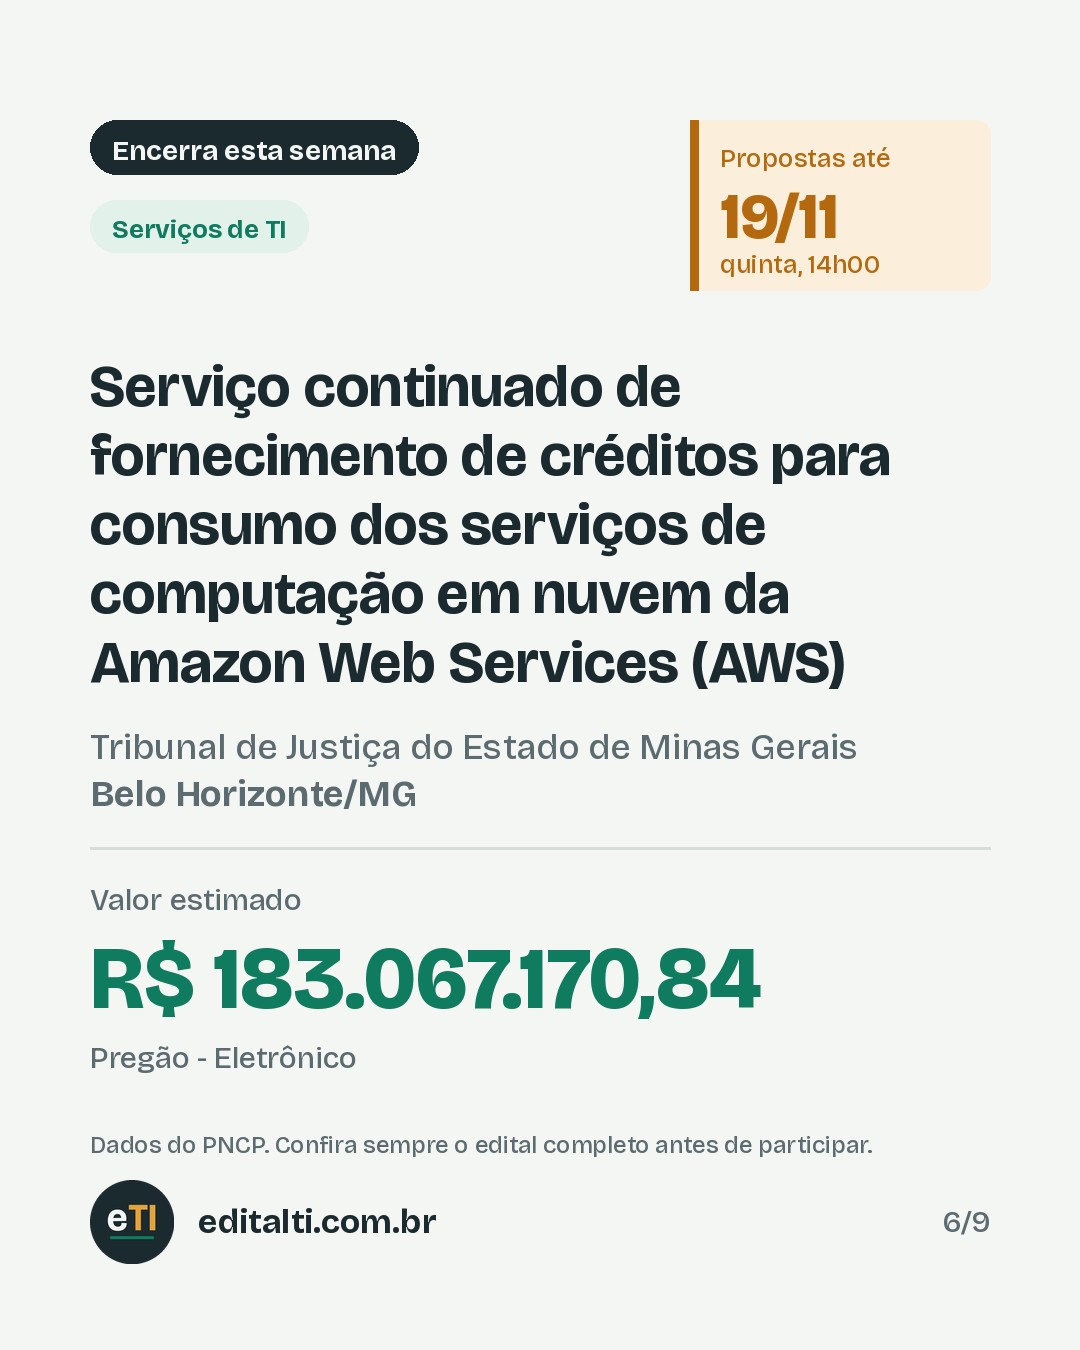 Encerra esta semana
Serviços de TI
Propostas até
19/11
quinta, 14h00
Serviço continuado de
fornecimento de créditos para
consumo dos serviços de
computação em nuvem da
Amazon Web Services (AWS)
Tribunal de Justiça do Estado de Minas Gerais
Belo Horizonte/MG
Valor estimado
R$ 183.067.170,84
Pregão - Eletrônico
Dados do PNCP. Confira sempre o edital completo antes de participar.
eTI
editalti.com.br
6/9